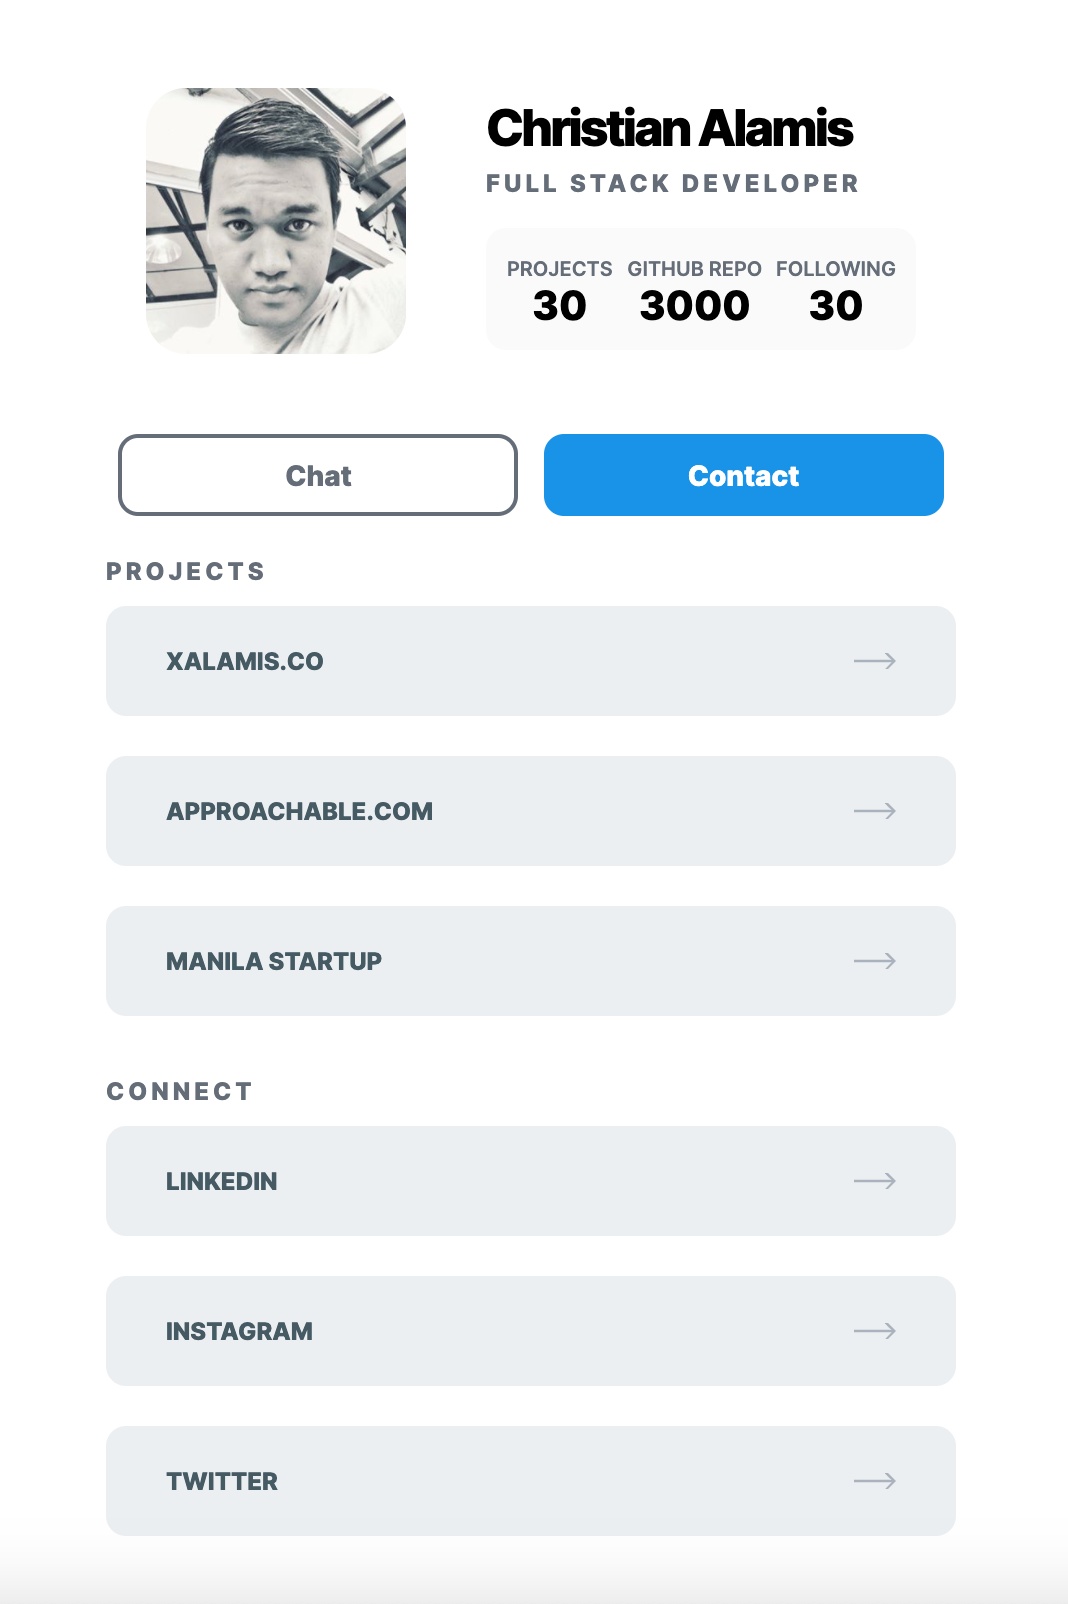 Christian Alamis
FULL STACK DEVELOPER
PROJECTS GITHUB REPO FOLLOWING
30 3000 30
Chat Contact
PROJECTS
XALAMIS.CO
APPROACHABLE.COM
MANILA STARTUP
CONNECT
LINKEDIN
INSTAGRAM
TWITTER